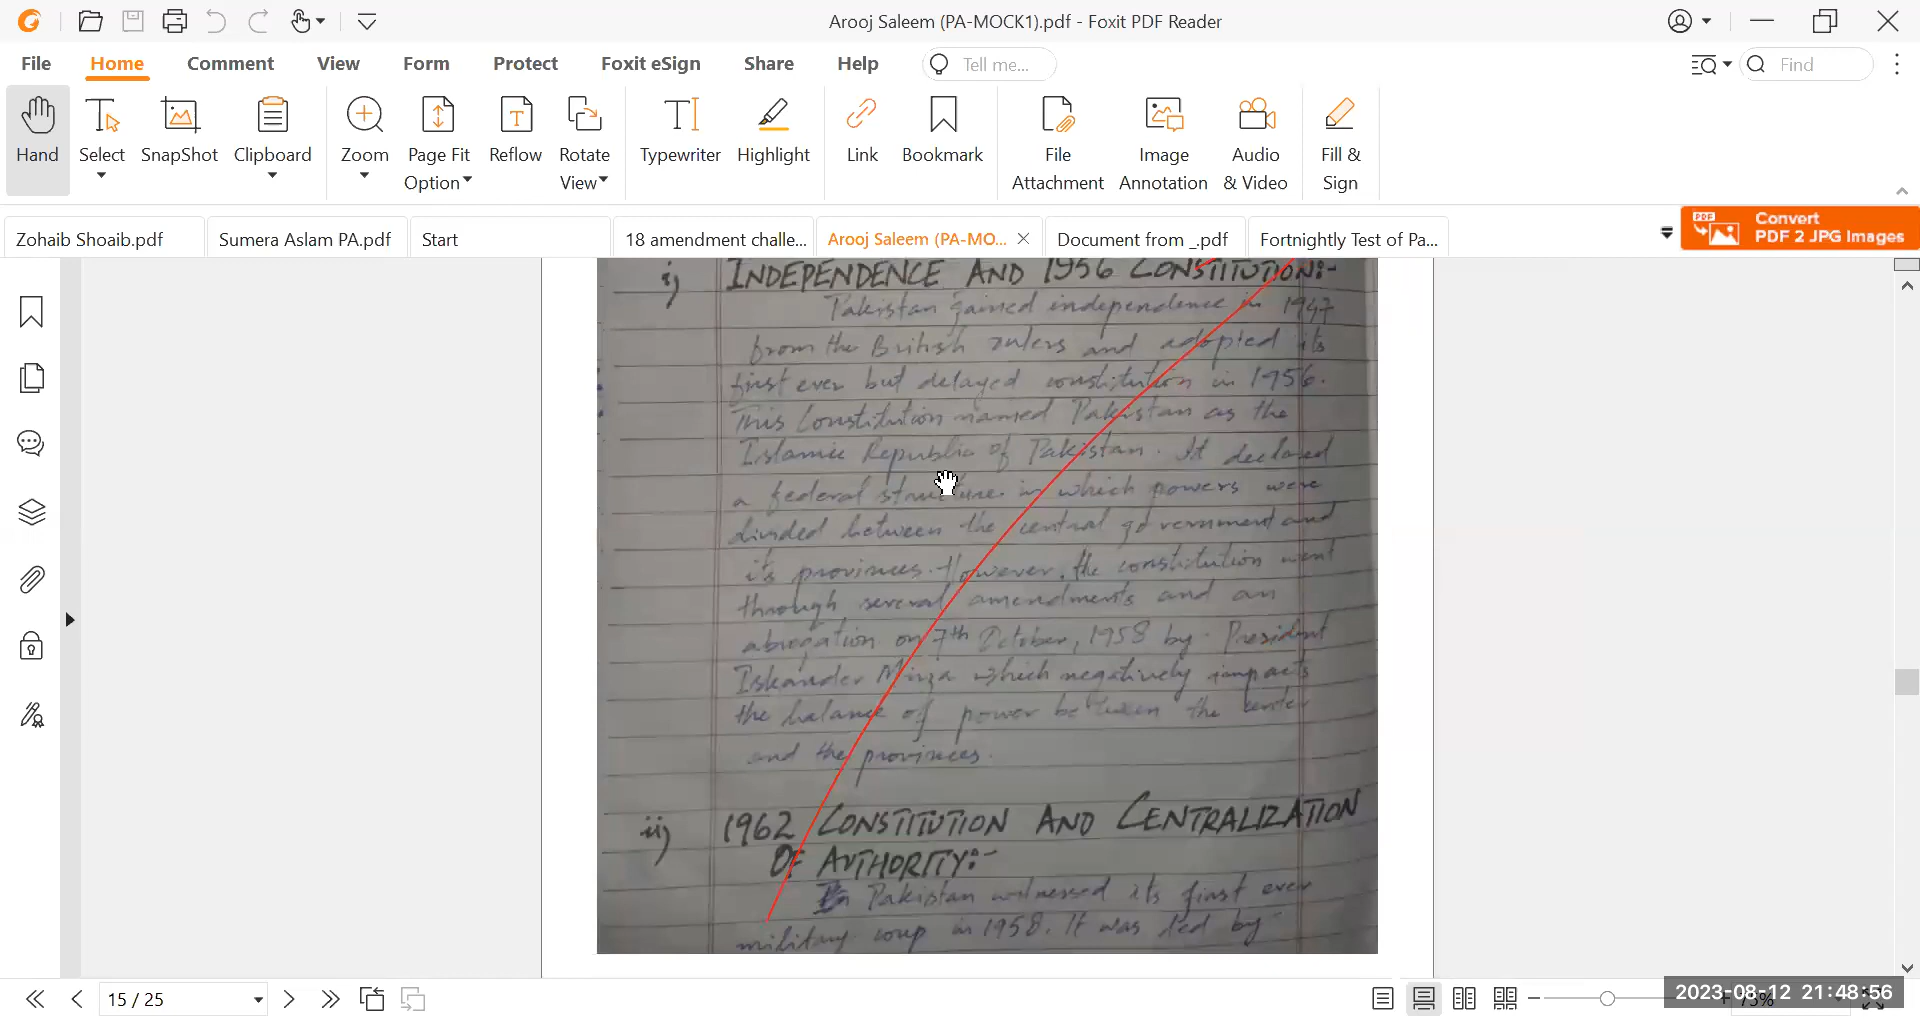 Arooj Saleem (PA-MOCK1).pdf - Foxit PDF Reader
File Home Comment View Form Protect Foxit eSign Share Help Tell me... Find
Hand Select SnapShot Clipboard Zoom Page Fit Option Reflow Rotate View Typewriter Highlight Link Bookmark File Attachment Image Annotation Audio & Video Fill & Sign
Zohaib Shoaib.pdf Sumera Aslam PA.pdf Start 18 amendment challe... Arooj Saleem (PA-MO... Document from _.pdf Fortnightly Test of Pa... PDF Convert
PDF 2 JPG Images
i) INDEPENDENCE AND 1956 CONSTITUTION:-
Pakistan gained independence in 1947
from the British rulers and adopted its
first ever but delayed constitution in 1956.
This Constitution named Pakistan as the
Islamic Republic of Pakistan. It declared
a federal structure in which powers were
divided between the central government and
its provinces. However, the constitution went
through several amendments and an
abrogation on 7th October, 1958 by President
Iskander Mirza which negatively impacts
the balance of power between the center
and the provinces.
ii) 1962 CONSTITUTION AND CENTRALIZATION
OF AUTHORITY:-
Pakistan witnessed its first ever
military coup in 1958. It was led by
15 / 25 73% 2023-08-12 21:48:56